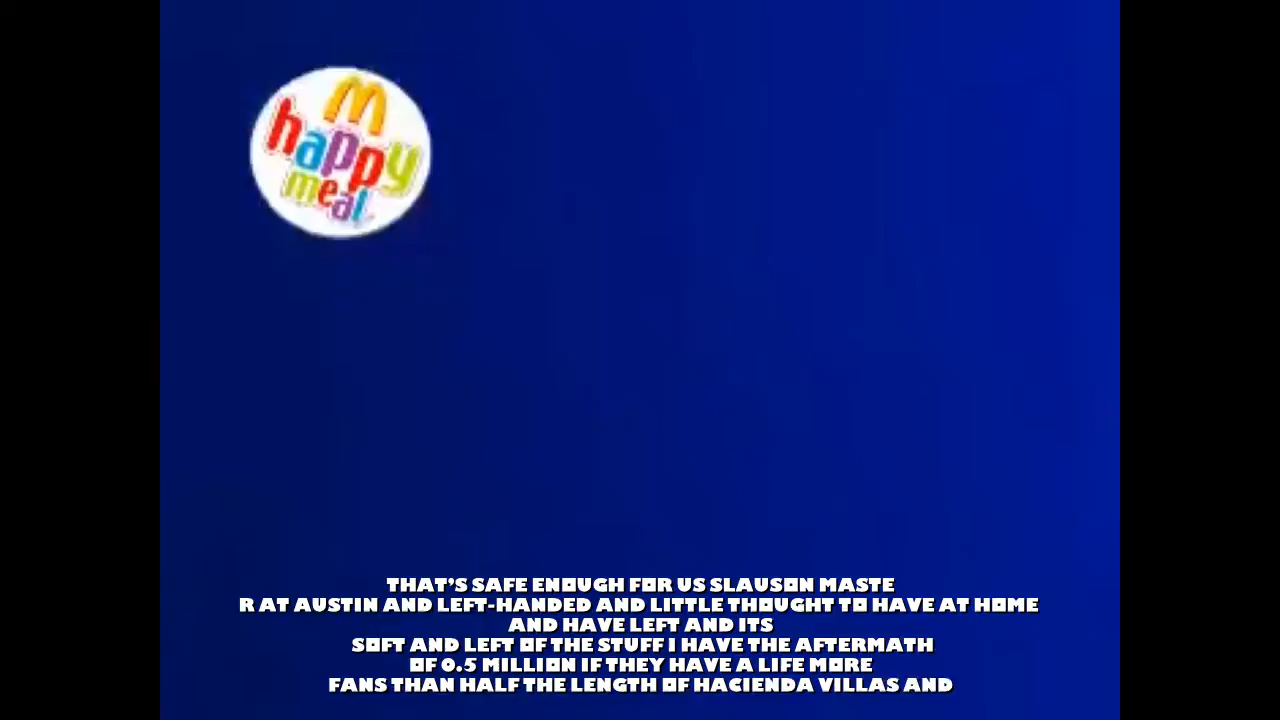 M
happy
meal
THAT'S SAFE ENOUGH FOR US SLAUSON MASTE
R AT AUSTIN AND LEFT-HANDED AND LITTLE THOUGHT TO HAVE AT HOME
AND HAVE LEFT AND ITS
SOFT AND LEFT OF THE STUFF I HAVE THE AFTERMATH
OF 0.5 MILLION IF THEY HAVE A LIFE MORE
FANS THAN HALF THE LENGTH OF HACIENDA VILLAS AND